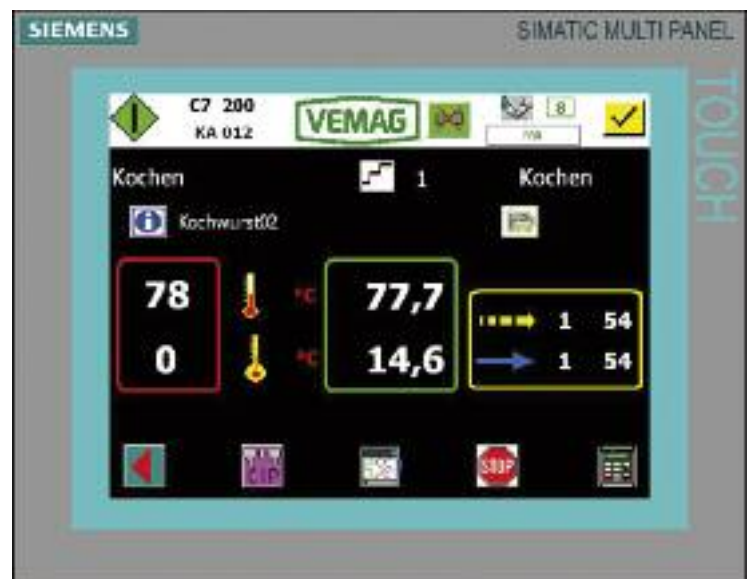 SIEMENS
SIMATIC MULTI PANEL
TOUCH
C7 200
KA 012
VEMAG
8
Kochen
1
Kochen
Kochwurst02
78
°C
77,7
1 54
0
°C
14,6
1 54
CIP
STOP